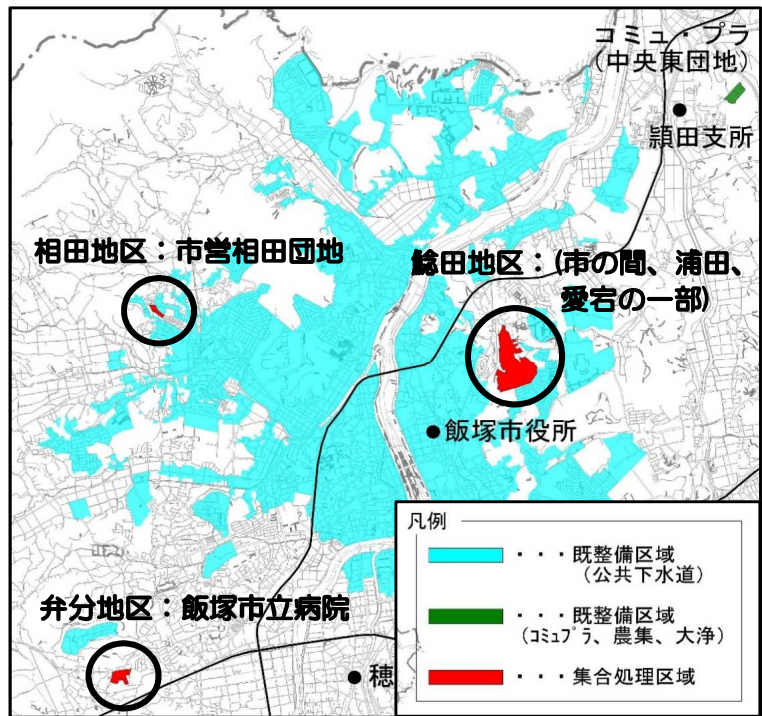 コミュ・プラ
(中央東団地)
頴田支所
相田地区：市営相田団地
鯰田地区：(市の間、浦田、
愛宕の一部)
●飯塚市役所
弁分地区：飯塚市立病院
●穂
凡例
・・・既整備区域
(公共下水道)
・・・既整備区域
(ｺﾐｭﾌﾟﾗ、農集、大浄)
・・・集合処理区域